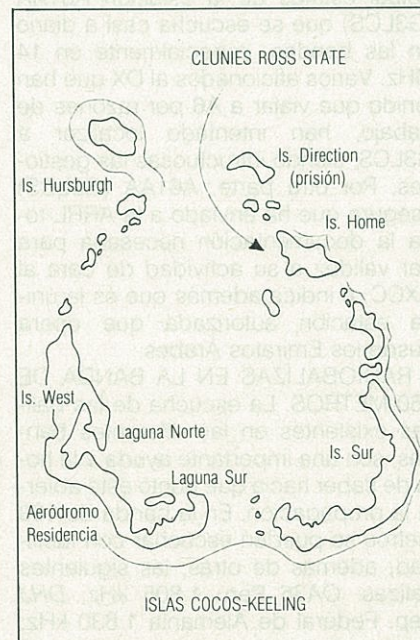 CLUNIES ROSS STATE
Is. Direction
(prisión)
Is. Hursburgh
Is. Home
Is. West
Laguna Norte
Is. Sur
Laguna Sur
Aeródromo
Residencia
ISLAS COCOS-KEELING